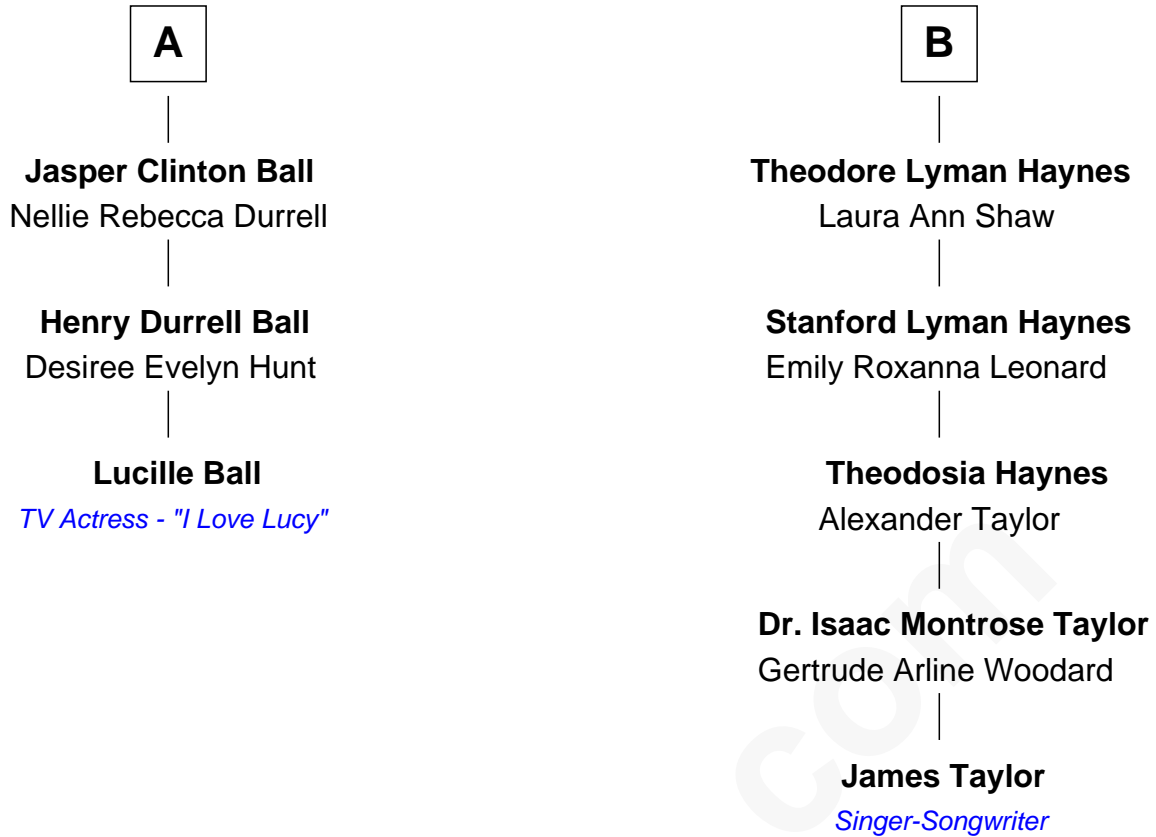 A
Jasper Clinton Ball
Nellie Rebecca Durrell
Henry Durrell Ball
Desiree Evelyn Hunt
Lucille Ball
TV Actress - "I Love Lucy"
B
Theodore Lyman Haynes
Laura Ann Shaw
Stanford Lyman Haynes
Emily Roxanna Leonard
Theodosia Haynes
Alexander Taylor
Dr. Isaac Montrose Taylor
Gertrude Arline Woodard
James Taylor
Singer-Songwriter
com